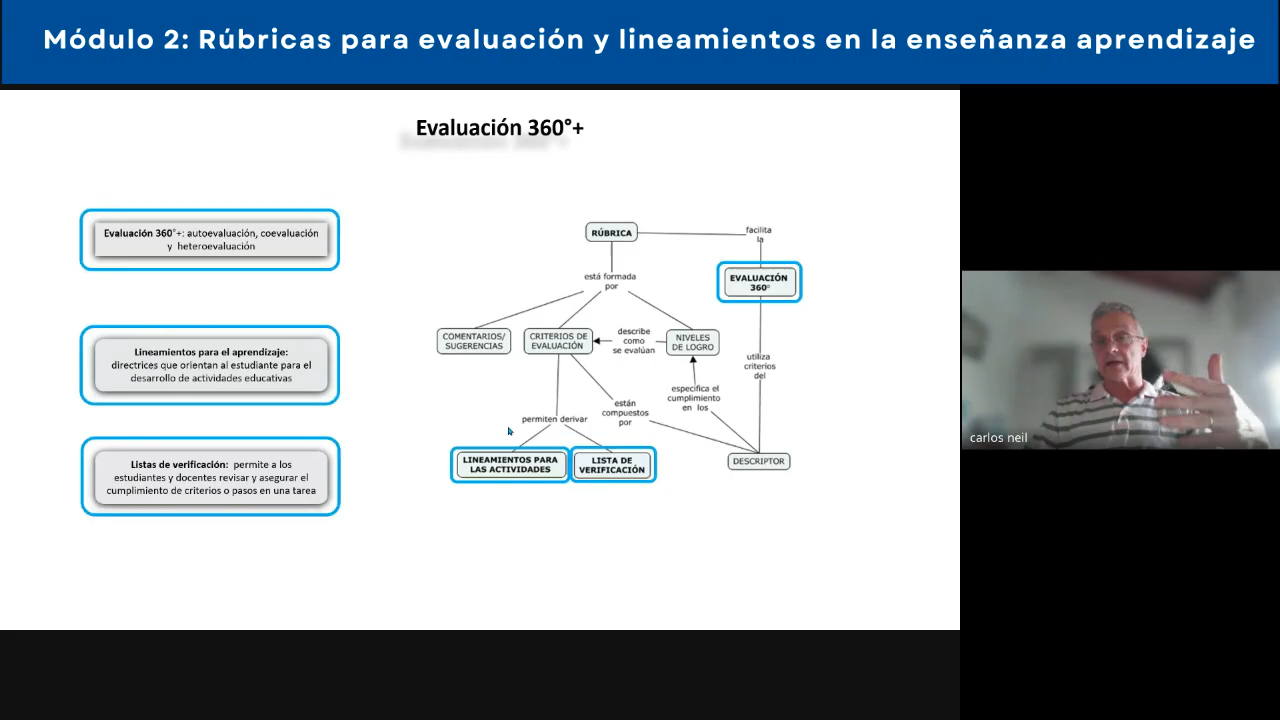 Módulo 2: Rúbricas para evaluación y lineamientos en la enseñanza aprendizaje
Evaluación 360°+
Evaluación 360°+: autoevaluación, coevaluación
y heteroevaluación
Lineamientos para el aprendizaje:
directrices que orientan al estudiante para el
desarrollo de actividades educativas
Listas de verificación: permite a los
estudiantes y docentes revisar y asegurar el
cumplimiento de criterios o pasos en una tarea
RÚBRICA
facilita
la
EVALUACIÓN
360°
está formada
por
COMENTARIOS/
SUGERENCIAS
CRITERIOS DE
EVALUACIÓN
describe
como
se evalúan
NIVELES
DE LOGRO
utiliza
criterios
del
especifica el
cumplimiento
en los
están
compuestos
por
permiten derivar
LINEAMIENTOS PARA
LAS ACTIVIDADES
LISTA DE
VERIFICACIÓN
DESCRIPTOR
carlos neil